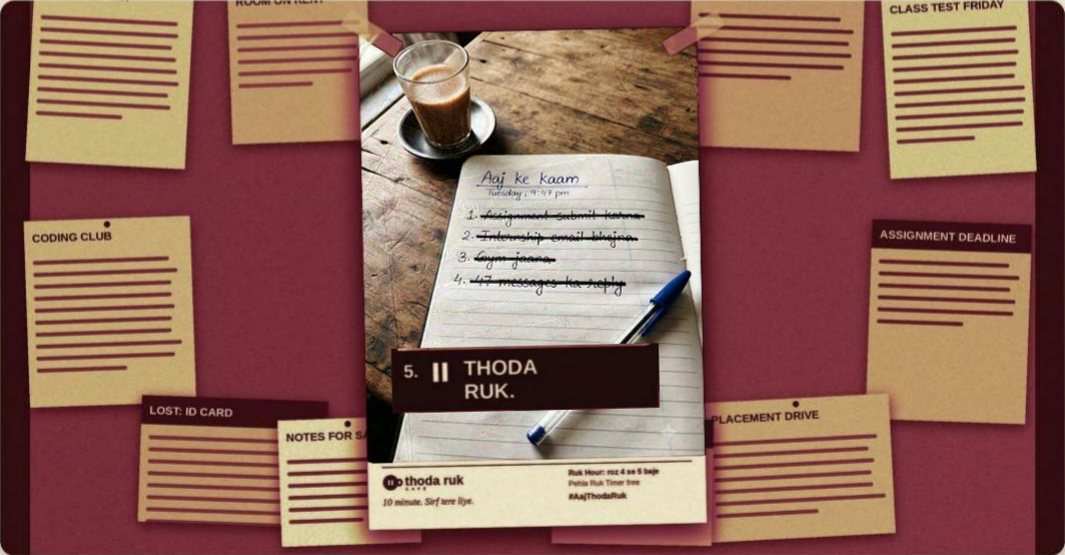 ROOM ON RENT
CLASS TEST FRIDAY
Aaj ke kaam
Tuesday, 9:47 pm
1. Assignment submit karna
2. Internship email bhejna
3. Gym jaana
4. 47 messages ka reply
CODING CLUB
ASSIGNMENT DEADLINE
5. THODA
RUK.
LOST: ID CARD
NOTES FOR SA
PLACEMENT DRIVE
thoda ruk
CAFE
10 minute. Sirf tere liye.
Ruk Hour: roz 4 se 5 baje
Pehla Ruk Timer free
#AajThodaRuk